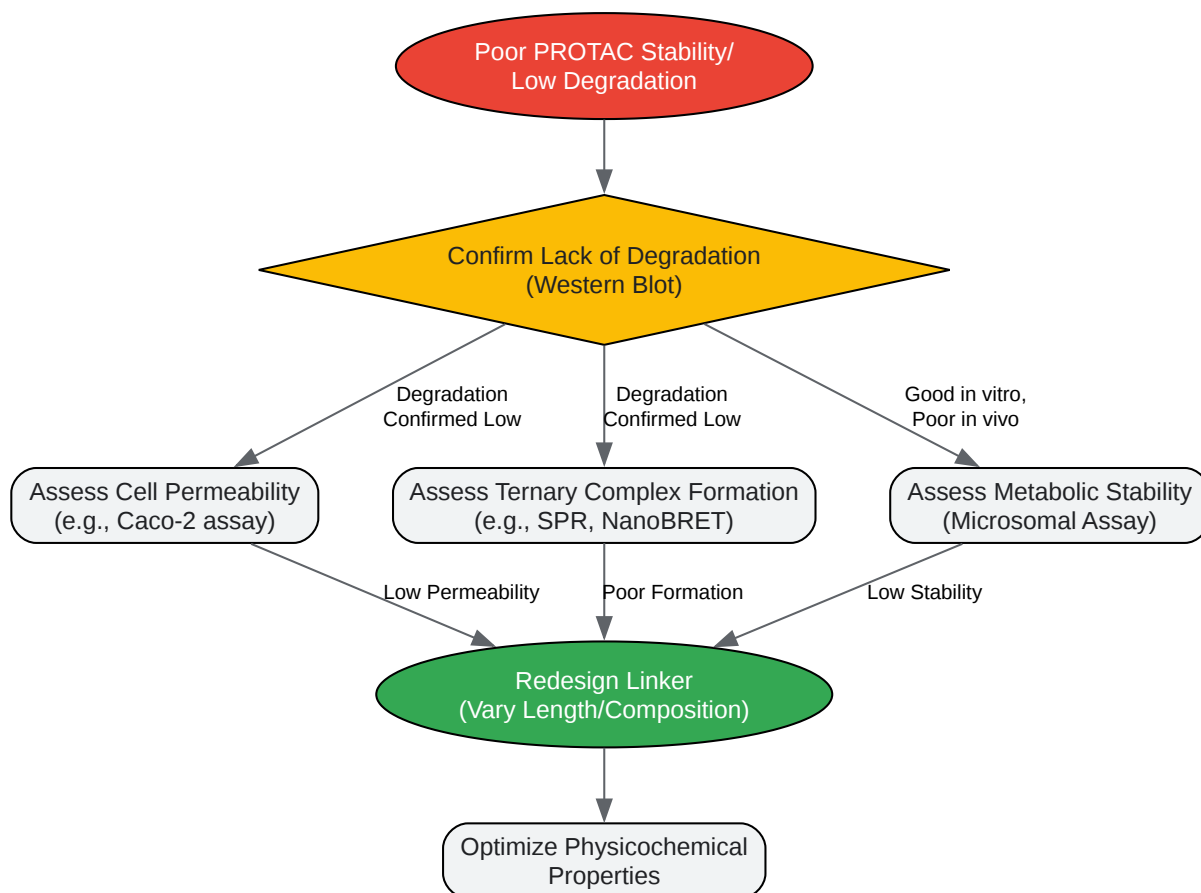 Poor PROTAC Stability/
Low Degradation
Confirm Lack of Degradation
(Western Blot)
Degradation
Confirmed Low
Degradation
Confirmed Low
Good in vitro,
Poor in vivo
Assess Cell Permeability
(e.g., Caco-2 assay)
Assess Ternary Complex Formation
(e.g., SPR, NanoBRET)
Assess Metabolic Stability
(Microsomal Assay)
Low Permeability
Poor Formation
Low Stability
Redesign Linker
(Vary Length/Composition)
Optimize Physicochemical
Properties